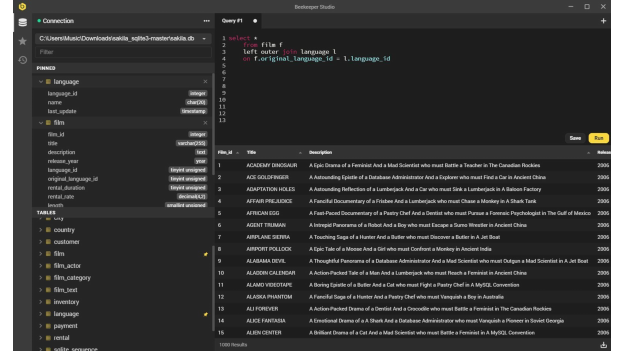 Beekeeper Studio
Connection
C:\Users\Music\Downloads\sakila_sqlite3-master\sakila.db
Filter
PINNED
language
language_id integer
name char(20)
last_update timestamp
film
film_id integer
title varchar(255)
description text
release_year year
language_id tinyint unsigned
original_language_id tinyint unsigned
rental_duration tinyint unsigned
rental_rate decimal(4,2)
length smallint unsigned
TABLES
city
country
customer
film
film_actor
film_category
film_text
inventory
language
payment
rental
sqlite_sequence
Query #1
1 select *
2 from film f
3 left outer join language l
4 on f.original_language_id = l.language_id
5
6
7
8
9
10
11
12
13
Save Run
Film_id Title Description Release
1 ACADEMY DINOSAUR A Epic Drama of a Feminist And a Mad Scientist who must Battle a Teacher in The Canadian Rockies 2006
2 ACE GOLDFINGER A Astounding Epistle of a Database Administrator And a Explorer who must Find a Car in Ancient China 2006
3 ADAPTATION HOLES A Astounding Reflection of a Lumberjack And a Car who must Sink a Lumberjack in A Baloon Factory 2006
4 AFFAIR PREJUDICE A Fanciful Documentary of a Frisbee And a Lumberjack who must Chase a Monkey in A Shark Tank 2006
5 AFRICAN EGG A Fast-Paced Documentary of a Pastry Chef And a Dentist who must Pursue a Forensic Psychologist in The Gulf of Mexico 2006
6 AGENT TRUMAN A Intrepid Panorama of a Robot And a Boy who must Escape a Sumo Wrestler in Ancient China 2006
7 AIRPLANE SIERRA A Touching Saga of a Hunter And a Butler who must Discover a Butler in A Jet Boat 2006
8 AIRPORT POLLOCK A Epic Tale of a Moose And a Girl who must Confront a Monkey in Ancient India 2006
9 ALABAMA DEVIL A Thoughtful Panorama of a Database Administrator And a Mad Scientist who must Outgun a Mad Scientist in A Jet Boat 2006
10 ALADDIN CALENDAR A Action-Packed Tale of a Man And a Lumberjack who must Reach a Feminist in Ancient China 2006
11 ALAMO VIDEOTAPE A Boring Epistle of a Butler And a Cat who must Fight a Pastry Chef in A MySQL Convention 2006
12 ALASKA PHANTOM A Fanciful Saga of a Hunter And a Pastry Chef who must Vanquish a Boy in Australia 2006
13 ALI FOREVER A Action-Packed Drama of a Dentist And a Crocodile who must Battle a Feminist in The Canadian Rockies 2006
14 ALICE FANTASIA A Emotional Drama of a A Shark And a Database Administrator who must Vanquish a Pioneer in Soviet Georgia 2006
15 ALIEN CENTER A Brilliant Drama of a Cat And a Mad Scientist who must Battle a Feminist in A MySQL Convention 2006
1000 Results